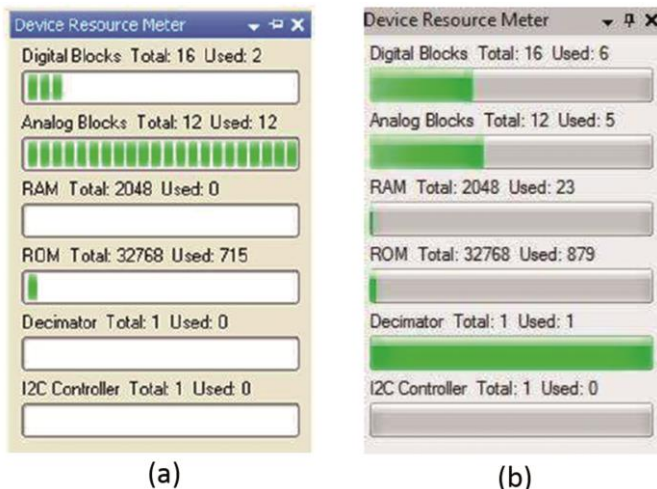 Device Resource Meter
Digital Blocks Total: 16 Used: 2
Analog Blocks Total: 12 Used: 12
RAM Total: 2048 Used: 0
ROM Total: 32768 Used: 715
Decimator Total: 1 Used: 0
I2C Controller Total: 1 Used: 0
(a)
Device Resource Meter
Digital Blocks Total: 16 Used: 6
Analog Blocks Total: 12 Used: 5
RAM Total: 2048 Used: 23
ROM Total: 32768 Used: 879
Decimator Total: 1 Used: 1
I2C Controller Total: 1 Used: 0
(b)